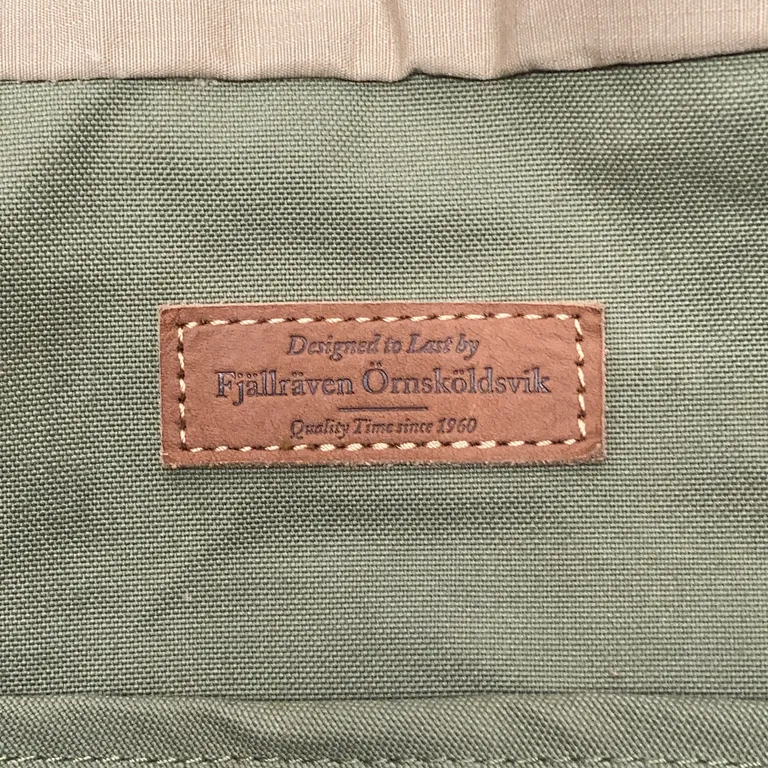 Designed to Last by
Fjällräven Örnsköldsvik
Quality Time since 1960